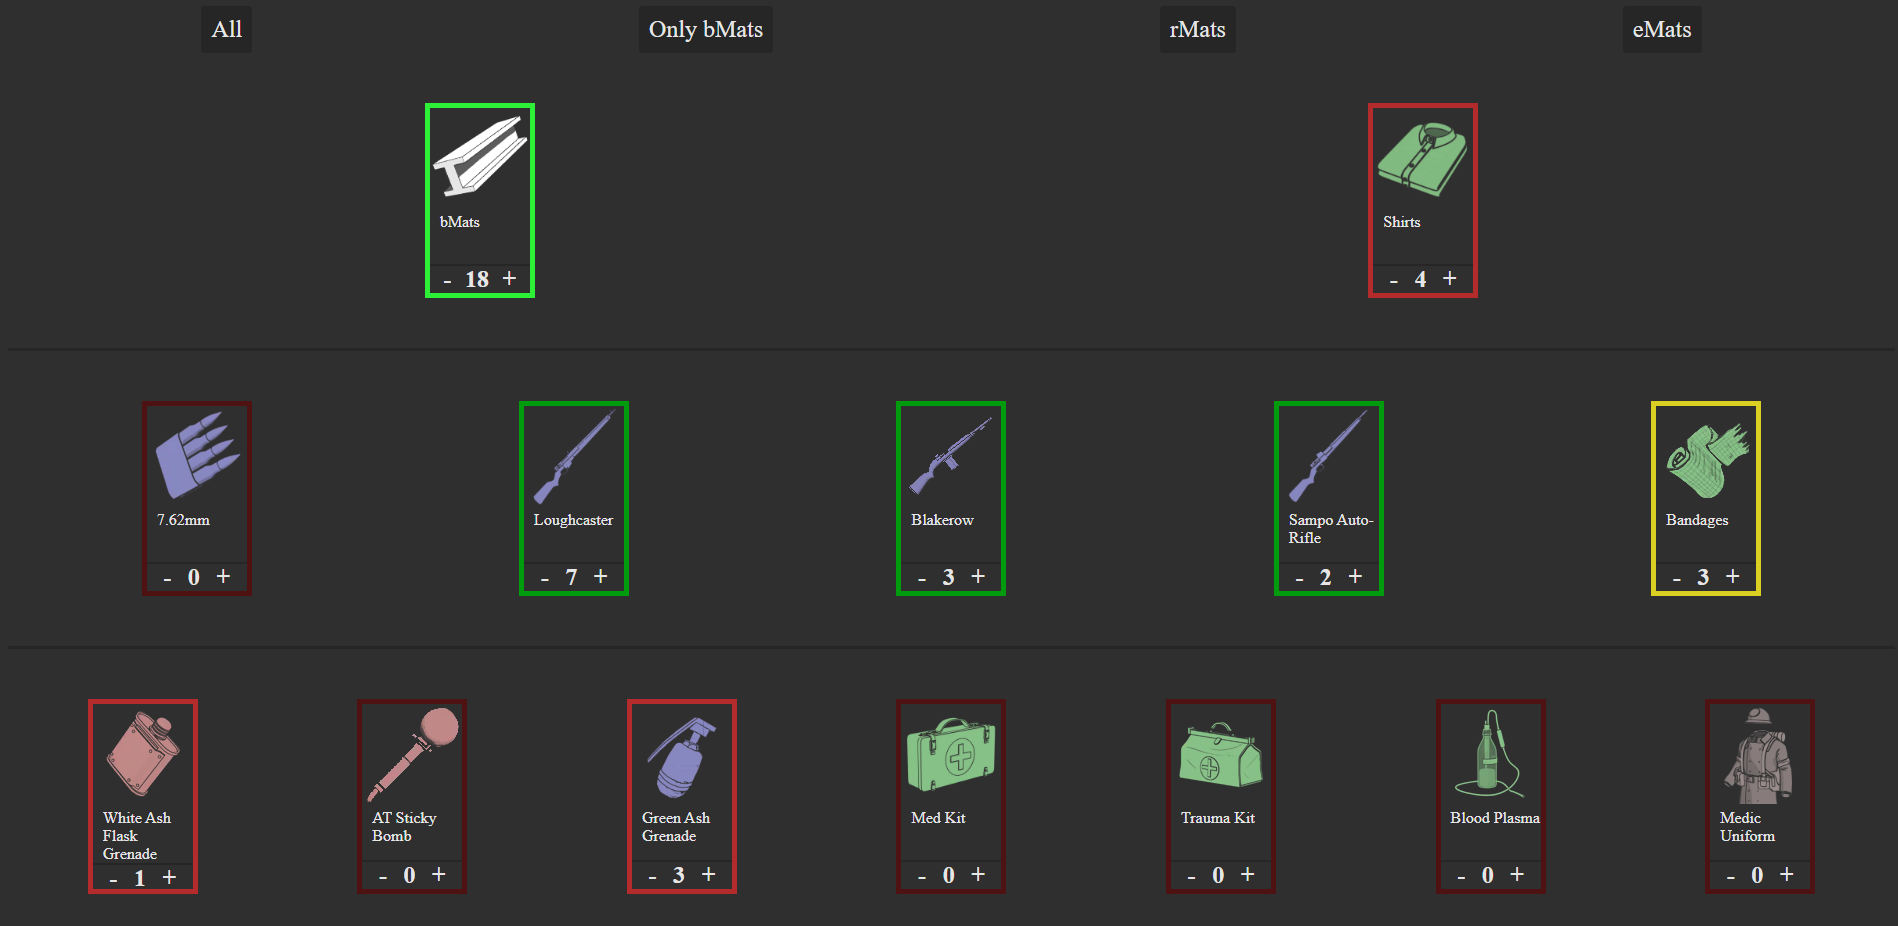 All
Only bMats
rMats
eMats
bMats
- 18 +
Shirts
- 4 +
7.62mm
- 0 +
Loughcaster
- 7 +
Blakerow
- 3 +
Sampo Auto-
Rifle
- 2 +
Bandages
- 3 +
White Ash
Flask
Grenade
- 1 +
AT Sticky
Bomb
- 0 +
Green Ash
Grenade
- 3 +
Med Kit
- 0 +
Trauma Kit
- 0 +
Blood Plasma
- 0 +
Medic
Uniform
- 0 +